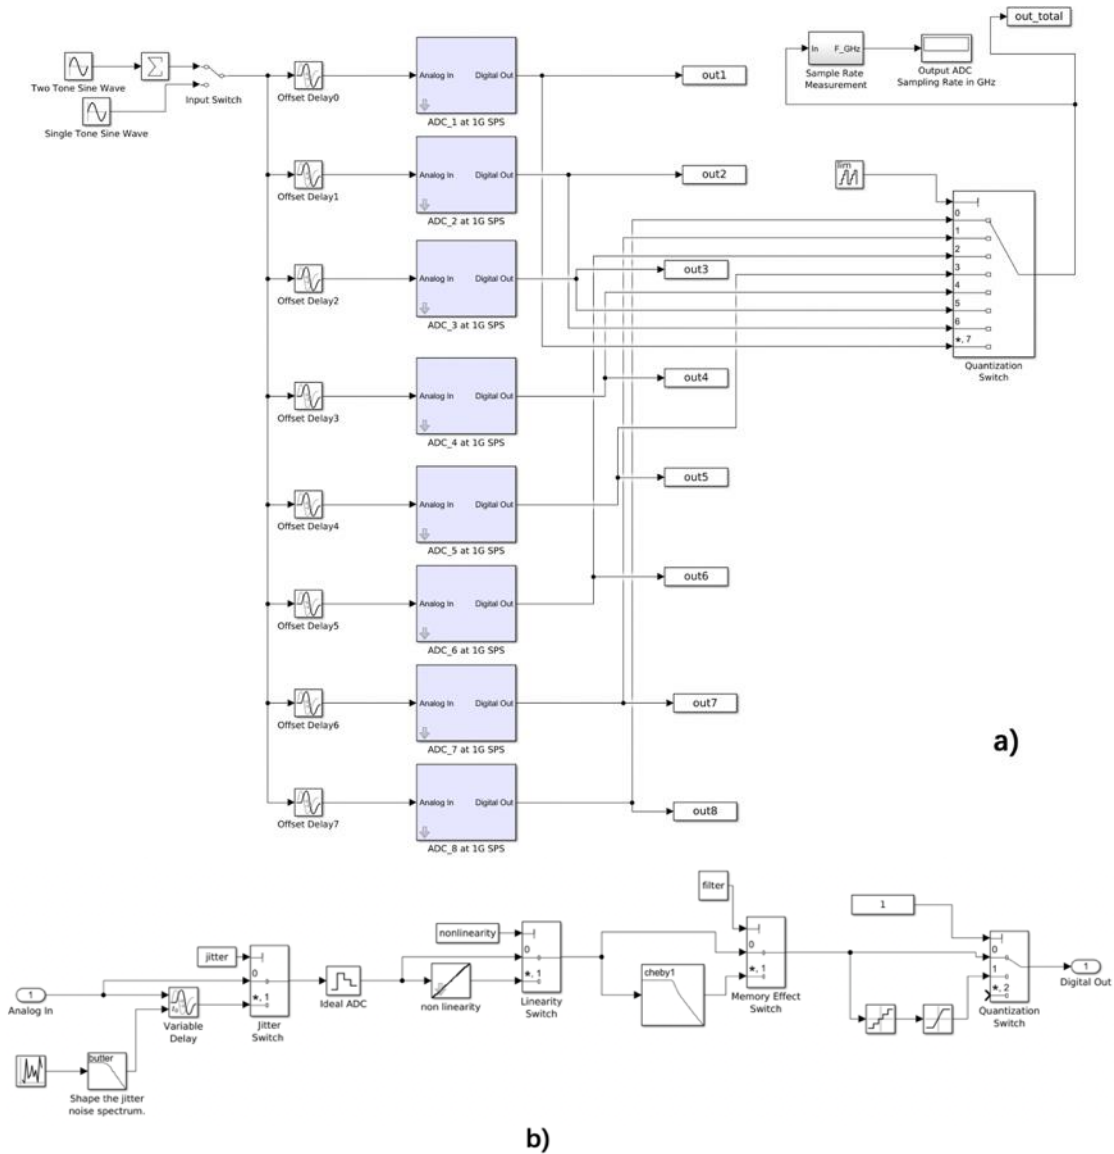 out_total
In
F_GHz
Sample Rate
Measurement
Output ADC
Sampling Rate in GHz
Two Tone Sine Wave
Single Tone Sine Wave
Input Switch
Offset Delay0
Analog In
Digital Out
ADC_1 at 1G SPS
out1
Offset Delay1
Analog In
Digital Out
ADC_2 at 1G SPS
out2
lim
0
1
2
3
4
5
6
*, 7
Quantization
Switch
Offset Delay2
Analog In
Digital Out
ADC_3 at 1G SPS
out3
Offset Delay3
Analog In
Digital Out
ADC_4 at 1G SPS
out4
Offset Delay4
Analog In
Digital Out
ADC_5 at 1G SPS
out5
Offset Delay5
Analog In
Digital Out
ADC_6 at 1G SPS
out6
Offset Delay6
Analog In
Digital Out
ADC_7 at 1G SPS
out7
a)
Offset Delay7
Analog In
Digital Out
ADC_8 at 1G SPS
out8
1
Analog In
butter
Shape the jitter
noise spectrum.
Variable
Delay
jitter
0
*, 1
Jitter
Switch
Ideal ADC
nonlinearity
non linearity
0
*, 1
Linearity
Switch
cheby1
filter
0
*, 1
Memory Effect
Switch
1
0
1
*, 2
Quantization
Switch
1
Digital Out
b)